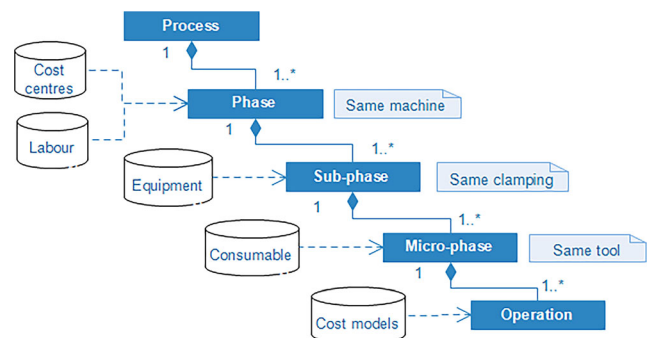 Process
1
1..*
Cost
centres
Phase
Same machine
1
1..*
Labour
Equipment
Sub-phase
Same clamping
1
1..*
Consumable
Micro-phase
Same tool
1
1..*
Cost models
Operation